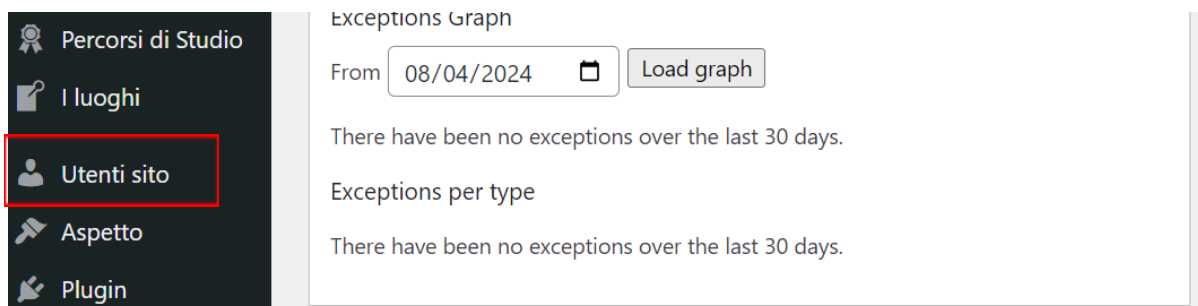 Percorsi di Studio
I luoghi
Utenti sito
Aspetto
Plugin
Exceptions Graph
From 08/04/2024 Load graph
There have been no exceptions over the last 30 days.
Exceptions per type
There have been no exceptions over the last 30 days.